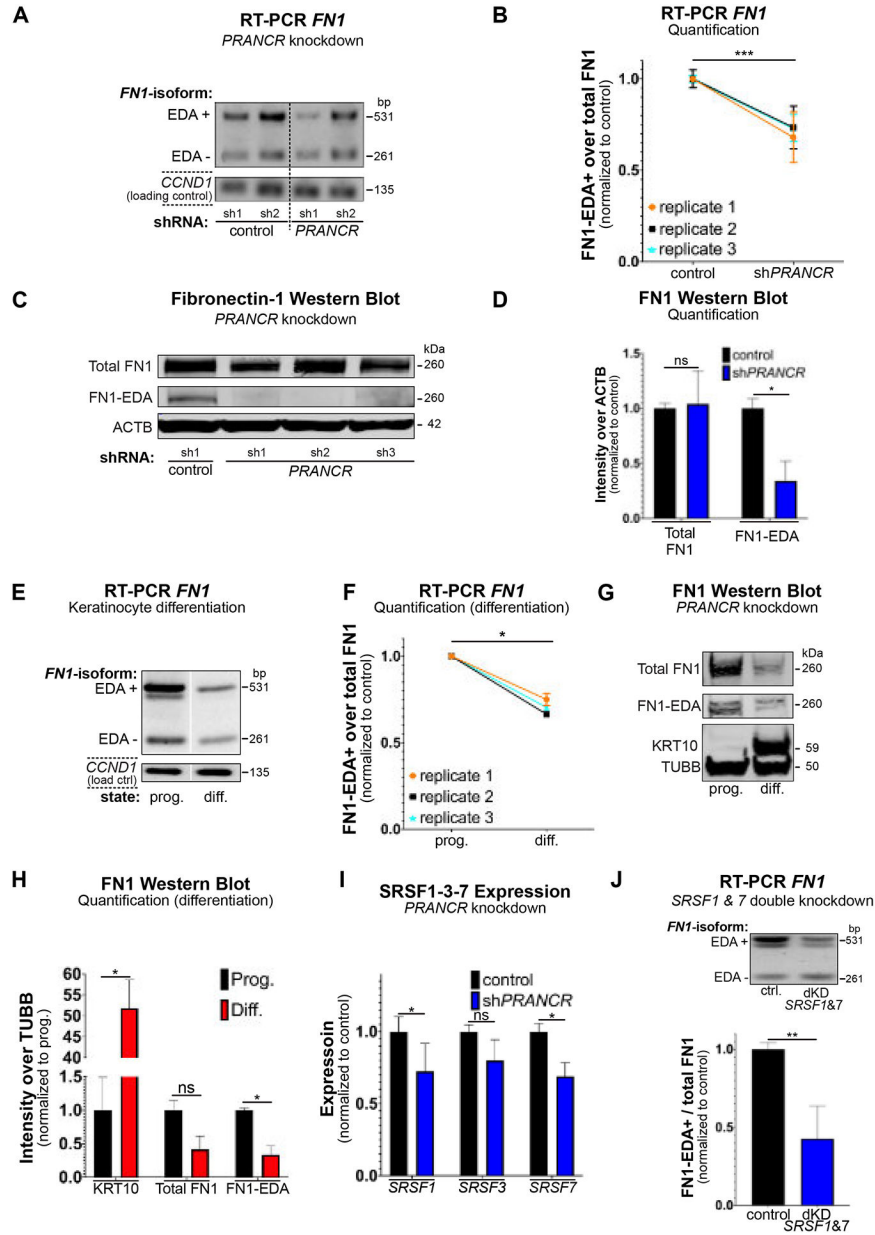 A
RT-PCR FN1
PRANCR knockdown
FN1-isoform:
bp
EDA +
-531
EDA -
-261
CCND1
(loading control)
-135
sh1 sh2 sh1 sh2
shRNA:
control PRANCR
B
RT-PCR FN1
Quantification
FN1-EDA+ over total FN1
(normalized to control)
***
1.0
0.5
0.0
replicate 1
replicate 2
replicate 3
control shPRANCR
C
Fibronectin-1 Western Blot
PRANCR knockdown
kDa
Total FN1
-260
FN1-EDA
-260
ACTB
- 42
shRNA:
sh1 sh1 sh2 sh3
control PRANCR
D
FN1 Western Blot
Quantification
Intensity over ACTB
(normalized to control)
1.5
1.0
0.5
0.0
control
shPRANCR
ns
*
Total
FN1
FN1-EDA
E
RT-PCR FN1
Keratinocyte differentiation
FN1-isoform:
bp
EDA +
-531
EDA -
-261
CCND1
(load ctrl)
-135
state: prog. diff.
F
RT-PCR FN1
Quantification (differentiation)
FN1-EDA+ over total FN1
(normalized to control)
*
1.0
0.5
0.0
replicate 1
replicate 2
replicate 3
prog. diff.
G
FN1 Western Blot
PRANCR knockdown
kDa
Total FN1
- 260
FN1-EDA
- 260
KRT10
- 59
TUBB
- 50
prog. diff.
H
FN1 Western Blot
Quantification (differentiation)
Intensity over TUBB
(normalized to prog.)
60
55
50
45
40
1.5
1.0
0.5
0.0
Prog.
Diff.
*
ns
*
KRT10 Total FN1 FN1-EDA
I
SRSF1-3-7 Expression
PRANCR knockdown
Expressoin
(normalized to control)
1.0
0.5
0.0
control
shPRANCR
*
ns
*
SRSF1 SRSF3 SRSF7
J
RT-PCR FN1
SRSF1 & 7 double knockdown
FN1-isoform:
bp
EDA +
-531
EDA -
-261
ctrl. dKD
SRSF1&7
FN1-EDA+ / total FN1
(normalized to control)
**
1.0
0.5
0.0
control dKD
SRSF1&7